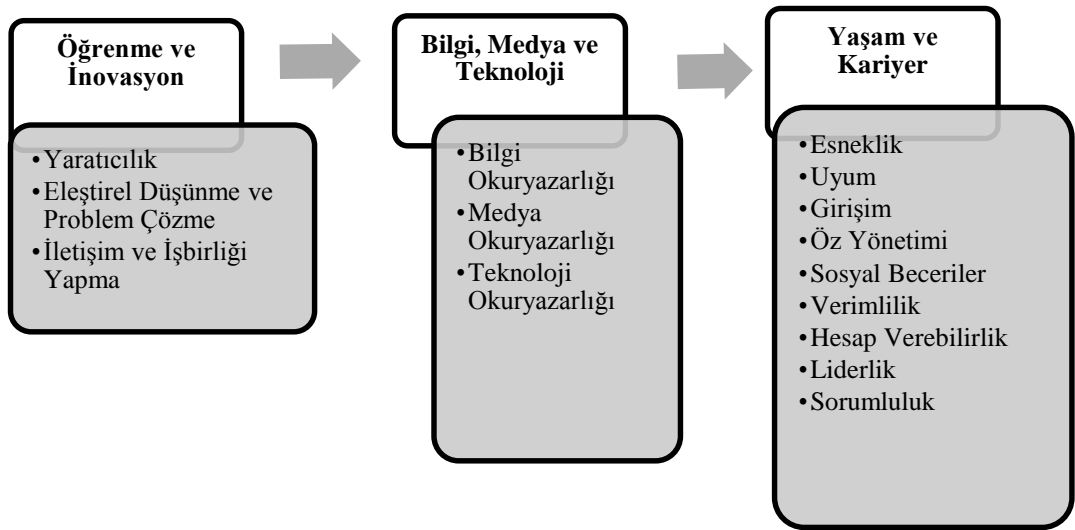 Öğrenme ve
İnovasyon
•Yaratıcılık
•Eleştirel Düşünme ve
Problem Çözme
•İletişim ve İşbirliği
Yapma
Bilgi, Medya ve
Teknoloji
•Bilgi
Okuryazarlığı
•Medya
Okuryazarlığı
•Teknoloji
Okuryazarlığı
Yaşam ve
Kariyer
•Esneklik
•Uyum
•Girişim
•Öz Yönetimi
•Sosyal Beceriler
•Verimlilik
•Hesap Verebilirlik
•Liderlik
•Sorumluluk